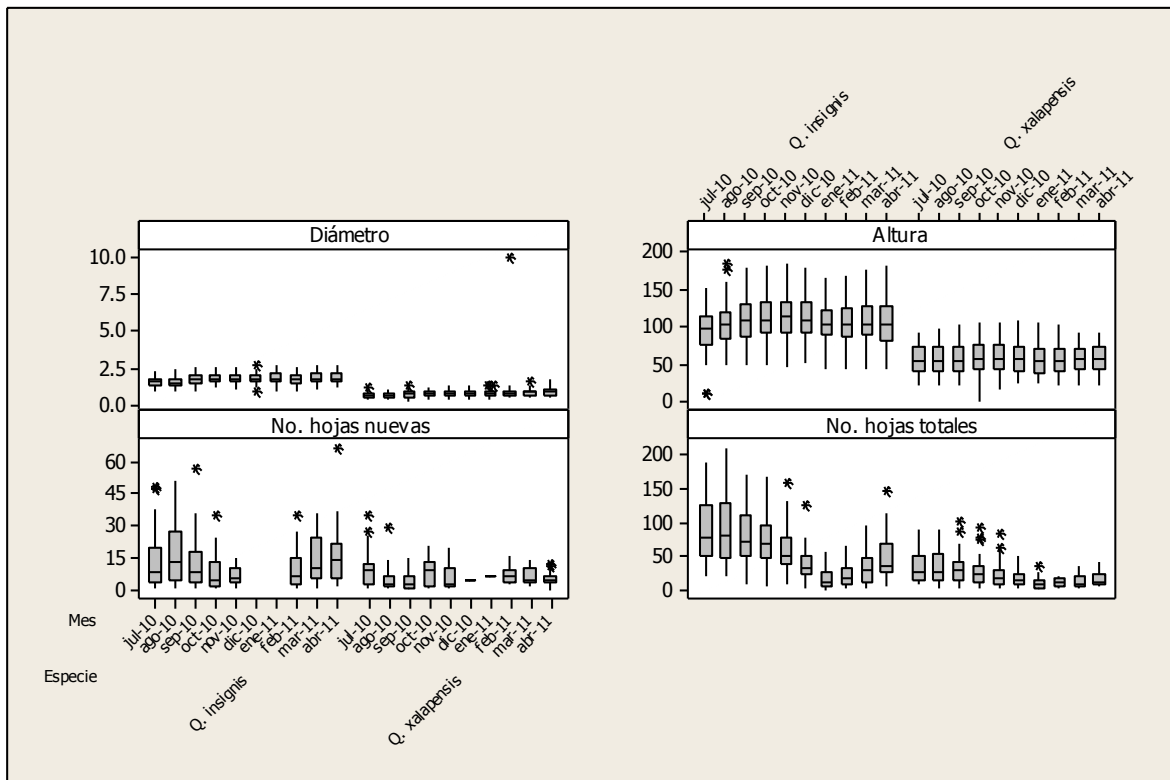 Q. insignis
Q. xalapensis
jul-10
ago-10
sep-10
oct-10
nov-10
dic-10
ene-11
feb-11
mar-11
abr-11
jul-10
ago-10
sep-10
oct-10
nov-10
dic-10
ene-11
feb-11
mar-11
abr-11
Diámetro
10.0
7.5
5.0
2.5
0.0
Altura
200
150
100
50
0
No. hojas nuevas
60
45
30
15
0
No. hojas totales
200
150
100
50
0
Mes
jul-10
ago-10
sep-10
oct-10
nov-10
dic-10
ene-11
feb-11
mar-11
abr-11
jul-10
ago-10
sep-10
oct-10
nov-10
dic-10
ene-11
feb-11
mar-11
abr-11
Especie
Q. insignis
Q. xalapensis